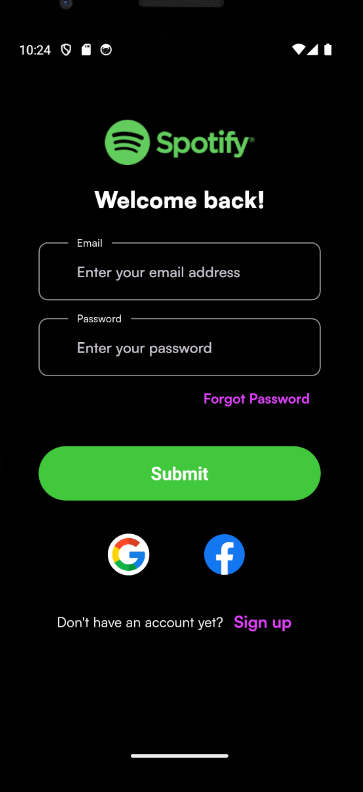 10:24
Spotify®
Welcome back!
Email
Enter your email address
Password
Enter your password
Forgot Password
Submit
Don't have an account yet? Sign up